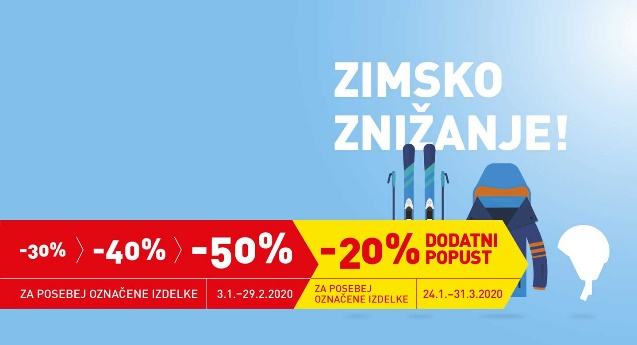 ZIMSKO
ZNIŽANJE!
-30% -40% -50%
ZA POSEBEJ OZNAČENE IZDELKE 3.1.–29.2.2020
-20% DODATNI
POPUST
ZA POSEBEJ
OZNAČENE IZDELKE
24.1.–31.3.2020